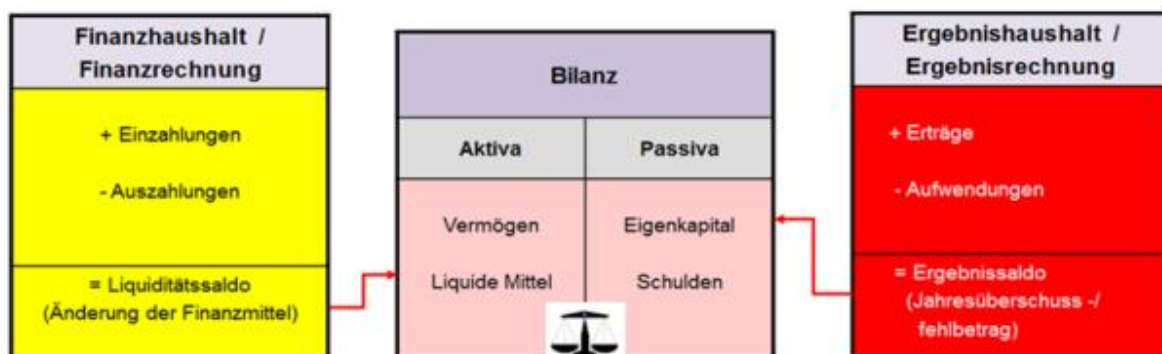 Finanzhaushalt /
Finanzrechnung
+ Einzahlungen
- Auszahlungen
= Liquiditätssaldo
(Änderung der Finanzmittel)
Bilanz
Aktiva
Passiva
Vermögen
Eigenkapital
Liquide Mittel
Schulden
Ergebnishaushalt /
Ergebnisrechnung
+ Erträge
- Aufwendungen
= Ergebnissaldo
(Jahresüberschuss -/
fehlbetrag)